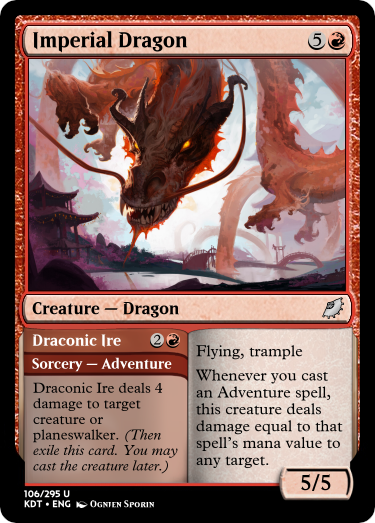 Imperial Dragon 5
Creature — Dragon
Draconic Ire 2
Sorcery — Adventure
Draconic Ire deals 4
damage to target
creature or
planeswalker. (Then
exile this card. You may
cast the creature later.)
Flying, trample
Whenever you cast
an Adventure spell,
this creature deals
damage equal to that
spell's mana value to
any target.
5/5
106/295 U
KDT • ENG Ognien Sporin